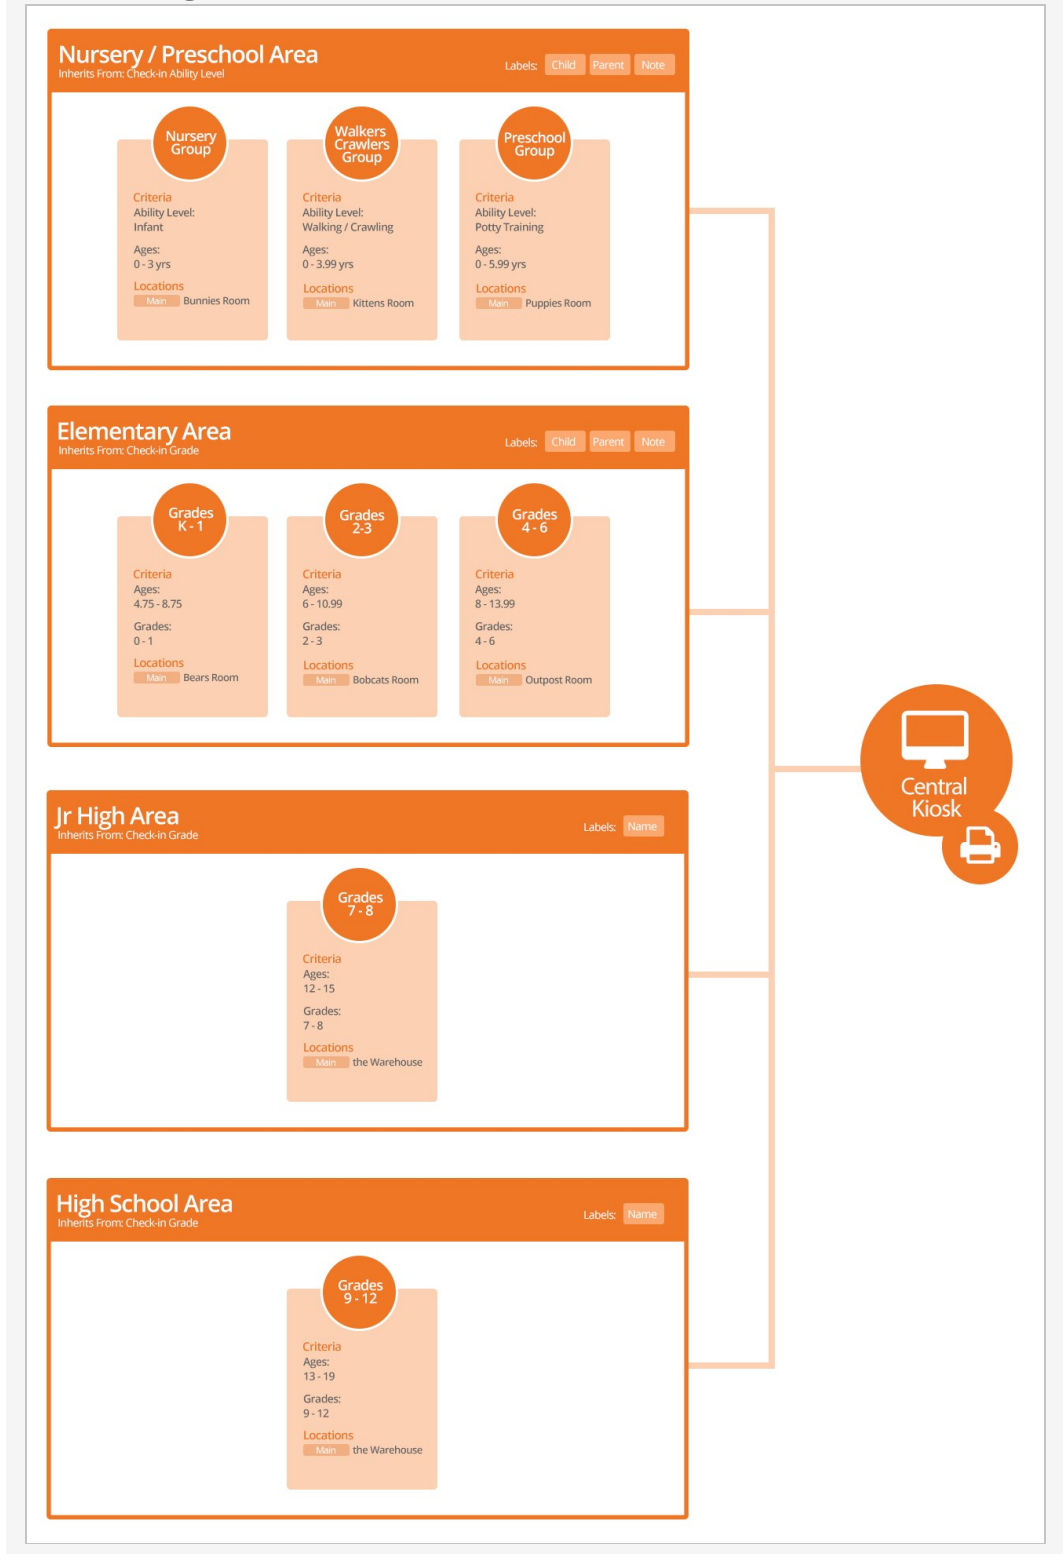 Nursery / Preschool Area
Inherits From: Check-in Ability Level
Labels: Child Parent Note
Nursery
Group
Criteria
Ability Level:
Infant
Ages:
0 - 3 yrs
Locations
Main Bunnies Room
Walkers
Crawlers
Group
Criteria
Ability Level:
Walking / Crawling
Ages:
0 - 3.99 yrs
Locations
Main Kittens Room
Preschool
Group
Criteria
Ability Level:
Potty Training
Ages:
0 - 5.99 yrs
Locations
Main Puppies Room
Elementary Area
Inherits From: Check-in Grade
Labels: Child Parent Note
Grades
K - 1
Criteria
Ages:
4.75 - 8.75
Grades:
0 - 1
Locations
Main Bears Room
Grades
2-3
Criteria
Ages:
6 - 10.99
Grades:
2 - 3
Locations
Main Bobcats Room
Grades
4 - 6
Criteria
Ages:
8 - 13.99
Grades:
4 - 6
Locations
Main Outpost Room
Jr High Area
Inherits From: Check-in Grade
Labels: Name
Grades
7 - 8
Criteria
Ages:
12 - 15
Grades:
7 - 8
Locations
Main the Warehouse
High School Area
Inherits From: Check-in Grade
Labels: Name
Grades
9 - 12
Criteria
Ages:
13 - 19
Grades:
9 - 12
Locations
Main the Warehouse
Central
Kiosk